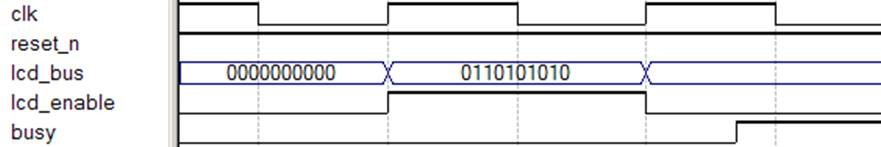 clk
reset_n
lcd_bus 0000000000 0110101010
lcd_enable
busy